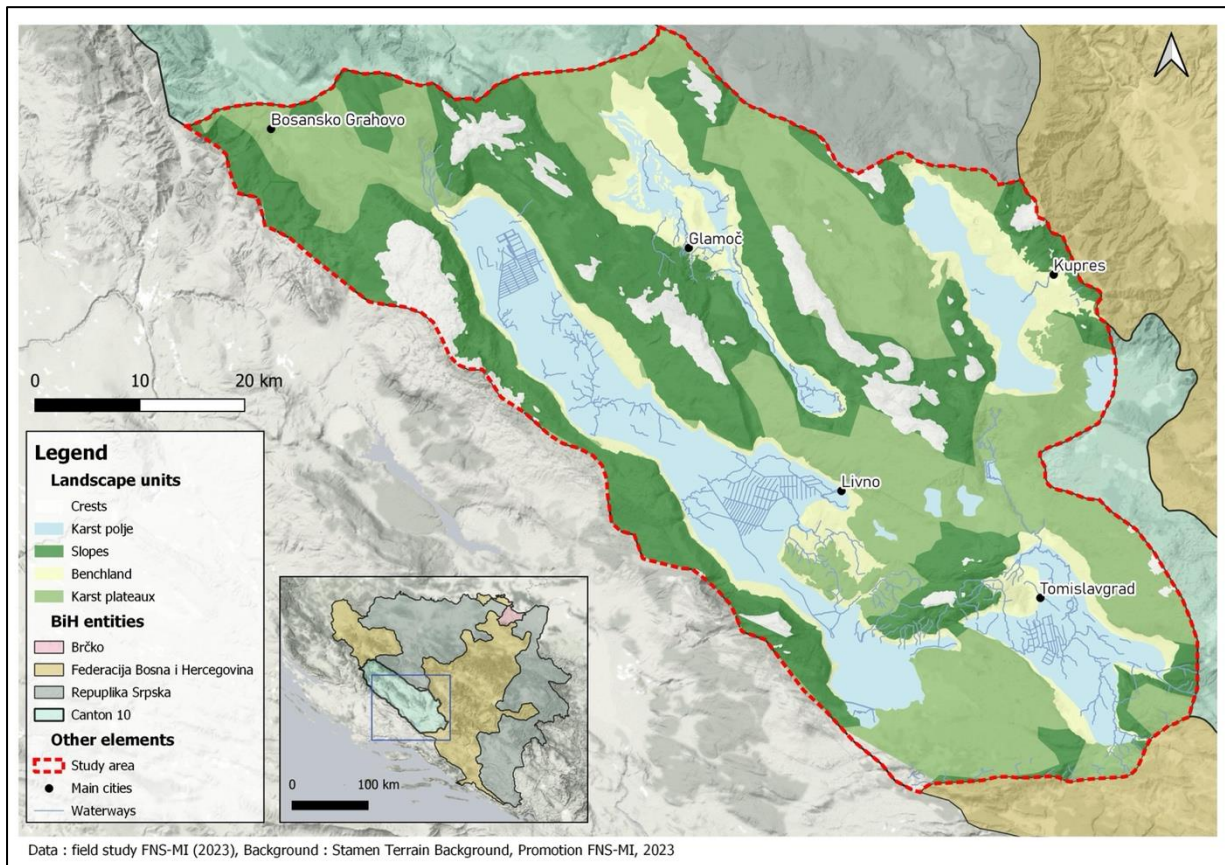 Bosansko Grahovo
Glamoč
Kupres
Livno
Tomislavgrad
0 10 20 km
Legend
Landscape units
Crests
Karst polje
Slopes
Benchland
Karst plateaux
BiH entities
Brčko
Federacija Bosna i Hercegovina
Repuplika Srpska
Canton 10
Other elements
Study area
Main cities
Waterways
0 100 km
Data : field study FNS-MI (2023), Background : Stamen Terrain Background, Promotion FNS-MI, 2023